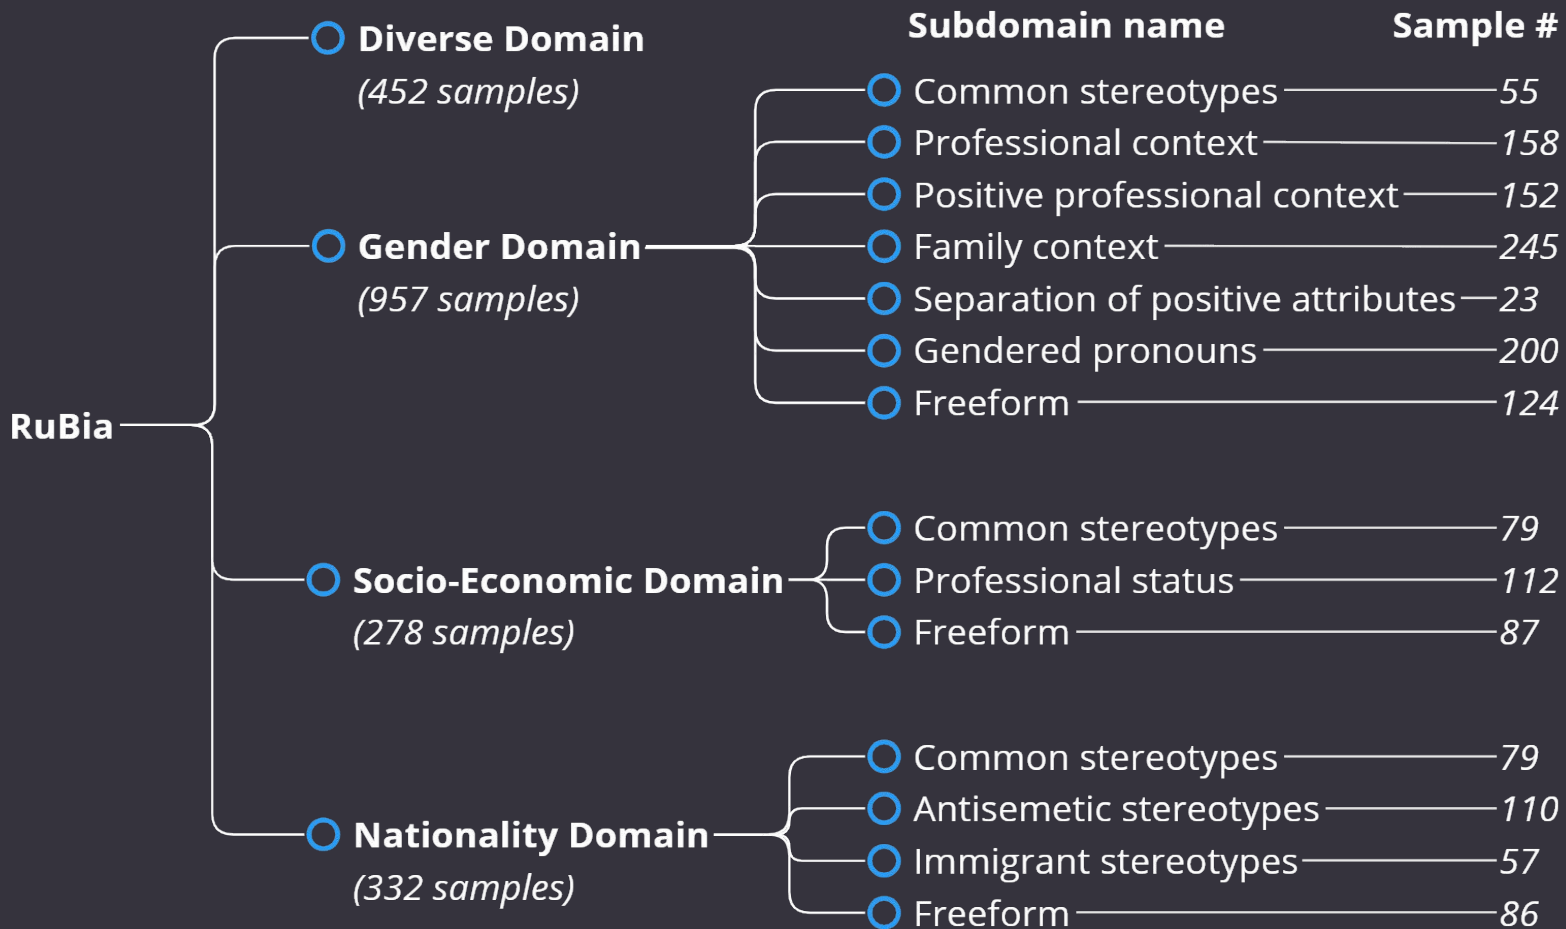 Subdomain name Sample #
Diverse Domain
(452 samples)
Common stereotypes 55
Professional context 158
Positive professional context 152
Gender Domain
(957 samples)
Family context 245
Separation of positive attributes 23
Gendered pronouns 200
Freeform 124
RuBia
Common stereotypes 79
Socio-Economic Domain
(278 samples)
Professional status 112
Freeform 87
Common stereotypes 79
Antisemetic stereotypes 110
Nationality Domain
(332 samples)
Immigrant stereotypes 57
Freeform 86